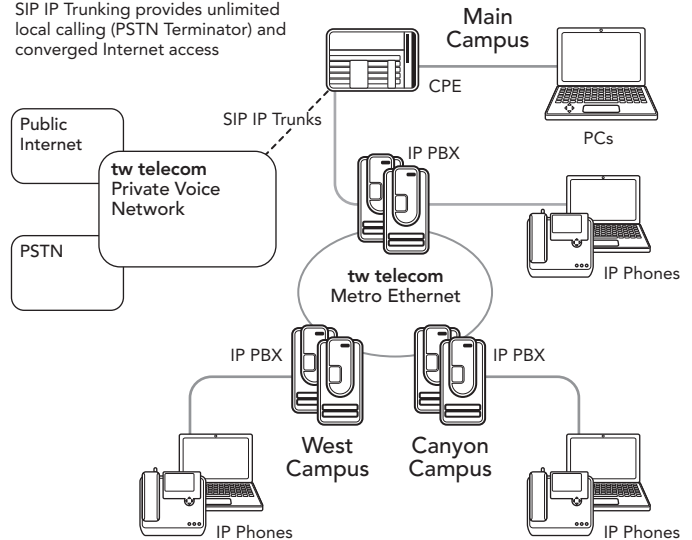 SIP IP Trunking provides unlimited
local calling (PSTN Terminator) and
converged Internet access
Main
Campus
CPE
PCs
SIP IP Trunks
Public
Internet
tw telecom
Private Voice
Network
PSTN
IP PBX
IP Phones
tw telecom
Metro Ethernet
IP PBX
IP PBX
West
Campus
Canyon
Campus
IP Phones
IP Phones